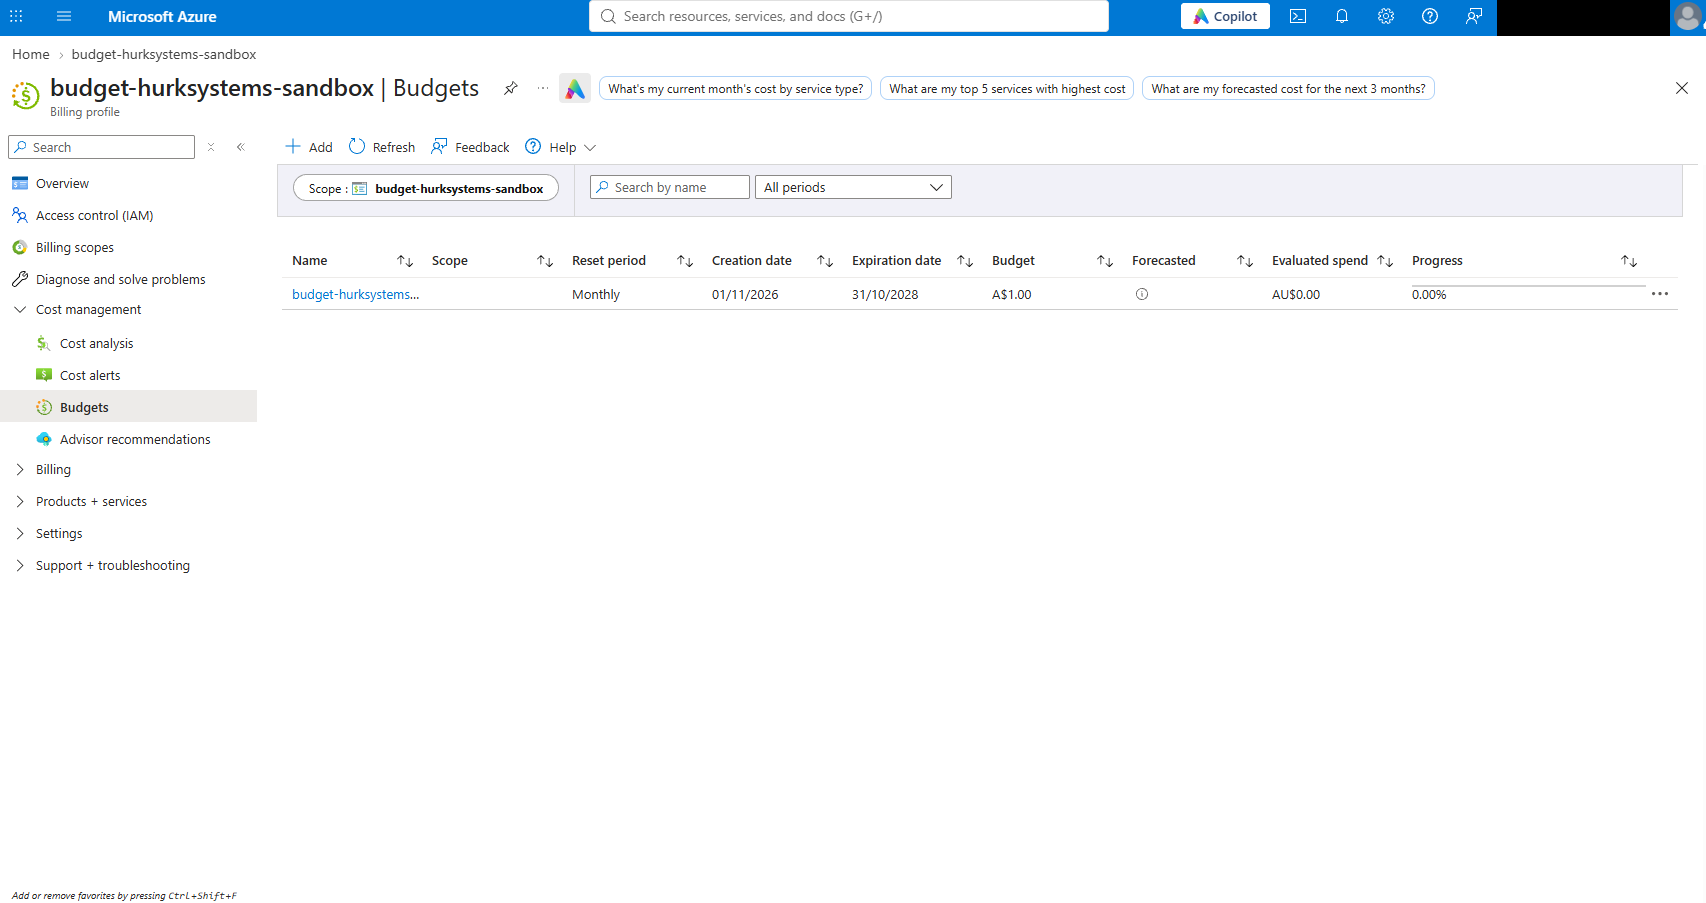 Microsoft Azure
Search resources, services, and docs (G+/)
Copilot
Home > budget-hurksystems-sandbox
budget-hurksystems-sandbox | Budgets
Billing profile
What's my current month's cost by service type?
What are my top 5 services with highest cost
What are my forecasted cost for the next 3 months?
Search
Add Refresh Feedback Help
Scope : budget-hurksystems-sandbox
Search by name
All periods
Overview
Access control (IAM)
Billing scopes
Diagnose and solve problems
Cost management
Cost analysis
Cost alerts
Budgets
Advisor recommendations
Billing
Products + services
Settings
Support + troubleshooting
Name Scope Reset period Creation date Expiration date Budget Forecasted Evaluated spend Progress
budget-hurksystems... Monthly 01/11/2026 31/10/2028 A$1.00 AU$0.00 0.00%
Add or remove favorites by pressing Ctrl+Shift+F